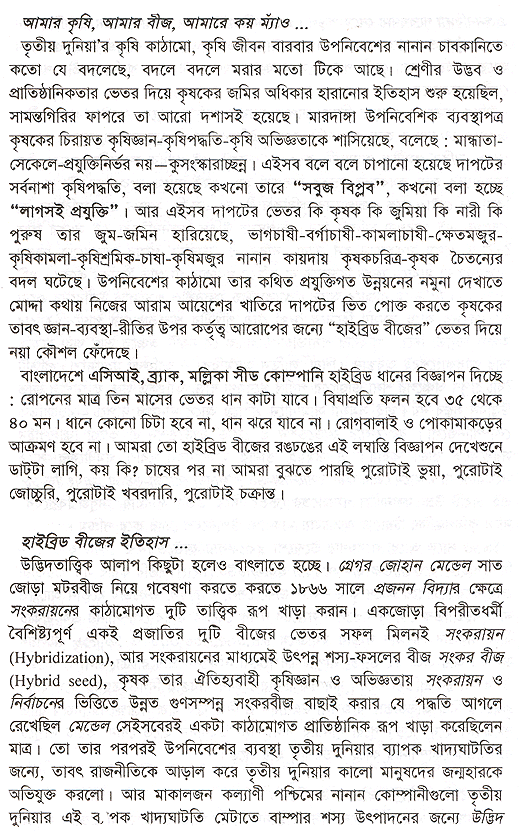 আমার কৃষি, আমার বীজ, আমারে কয় ম্যাঁও ...
তৃতীয় দুনিয়া'র কৃষি কাঠামো, কৃষি জীবন বারবার উপনিবেশের নানান চাবকানিতে
কতো যে বদলেছে, বদলে বদলে মরার মতো টিকে আছে। শ্রেণীর উদ্ভব ও
প্রাতিষ্ঠানিকতার ভেতর দিয়ে কৃষকের জমির অধিকার হারানোর ইতিহাস শুরু হয়েছিল,
সামন্তগিরির ফাপরে তা আরো দশাসই হয়েছে। মারদাঙ্গা উপনিবেশিক ব্যবস্থাপত্র
কৃষকের চিরায়ত কৃষিজ্ঞান-কৃষিপদ্ধতি-কৃষি অভিজ্ঞতাকে শাসিয়েছে, বলেছে : মান্ধাতা-
সেকেলে-প্রযুক্তিনির্ভর নয়—কুসংস্কারাচ্ছন্ন। এইসব বলে বলে চাপানো হয়েছে দাপটের
সর্বনাশা কৃষিপদ্ধতি, বলা হয়েছে কখনো তারে “সবুজ বিপ্লব”, কখনো বলা হচ্ছে
“লাগসই প্রযুক্তি”। আর এইসব দাপটের ভেতর কি কৃষক কি জুমিয়া কি নারী কি
পুরুষ তার জুম-জমিন হারিয়েছে, ভাগচাষী-বর্গাচাষী-কামলাচাষী-ক্ষেতমজুর-
কৃষিকামলা-কৃষিশ্রমিক-চাষা-কৃষিমজুর নানান কায়দায় কৃষকচরিত্র-কৃষক চৈতন্যের
বদল ঘটেছে। উপনিবেশের কাঠামো তার কথিত প্রযুক্তিগত উন্নয়নের নমুনা দেখাতে
মোদ্দা কথায় নিজের আরাম আয়েশের খাতিরে দাপটের ভিত পোক্ত করতে কৃষকের
তাবৎ জ্ঞান-ব্যবস্থা-রীতির উপর কর্তৃত্ব আরোপের জন্যে “হাইব্রিড বীজের” ভেতর দিয়ে
নয়া কৌশল ফেঁদেছে।
বাংলাদেশে এসিআই, ব্র্যাক, মল্লিকা সীড কোম্পানি হাইব্রিড ধানের বিজ্ঞাপন দিচ্ছে
: রোপনের মাত্র তিন মাসের ভেতর ধান কাটা যাবে। বিঘাপ্রতি ফলন হবে ৩৫ থেকে
৪০ মন। ধানে কোনো চিটা হবে না, ধান ঝরে যাবে না। রোগবালাই ও পোকামাকড়ের
আক্রমণ হবে না। আমরা তো হাইব্রিড বীজের রঙঢঙের এই লম্বাস্তি বিজ্ঞাপন দেখেশুনে
ডাট্টা লাগি, কয় কি? চাষের পর না আমরা বুঝতে পারছি পুরোটাই ভুয়া, পুরোটাই
জোচ্চুরি, পুরোটাই খবরদারি, পুরোটাই চক্রান্ত।
হাইব্রিড বীজের ইতিহাস ...
উদ্ভিদতাত্ত্বিক আলাপ কিছুটা হলেও বাৎলাতে হচ্ছে। গ্রেগর জোহান মেন্ডেল সাত
জোড়া মটরবীজ নিয়ে গবেষণা করতে করতে ১৮৬৬ সালে প্রজনন বিদ্যার ক্ষেত্রে
সংকরায়নের কাঠামোগত দুটি তাত্ত্বিক রূপ খাড়া করান। একজোড়া বিপরীতধর্মী
বৈশিষ্ট্যপূর্ণ একই প্রজাতির দুটি বীজের ভেতর সফল মিলনই সংকরায়ন
(Hybridization), আর সংকরায়নের মাধ্যমেই উৎপন্ন শস্য-ফসলের বীজ সংকর বীজ
(Hybrid seed), কৃষক তার ঐতিহ্যবাহী কৃষিজ্ঞান ও অভিজ্ঞতায় সংকরায়ন ও
নির্বাচনের ভিত্তিতে উন্নত গুণসম্পন্ন সংকরবীজ বাছাই করার যে পদ্ধতি আগলে
রেখেছিল মেন্ডেল সেইসবেরই একটা কাঠামোগত প্রাতিষ্ঠানিক রূপ খাড়া করেছিলেন
মাত্র। তো তার পরপরই উপনিবেশের ব্যবস্থা তৃতীয় দুনিয়ার ব্যাপক খাদ্যঘাটতির
জন্যে, তাবৎ রাজনীতিকে আড়াল করে তৃতীয় দুনিয়ার কালো মানুষদের জন্মহারকে
অভিযুক্ত করলো। আর মাকালজন কল্যাণী পশ্চিমের নানান কোম্পানীগুলো তৃতীয়
দুনিয়ার এই ব্যপক খাদ্যঘাটতি মেটাতে বাম্পার শস্য উৎপাদনের জন্যে উদ্ভিদ